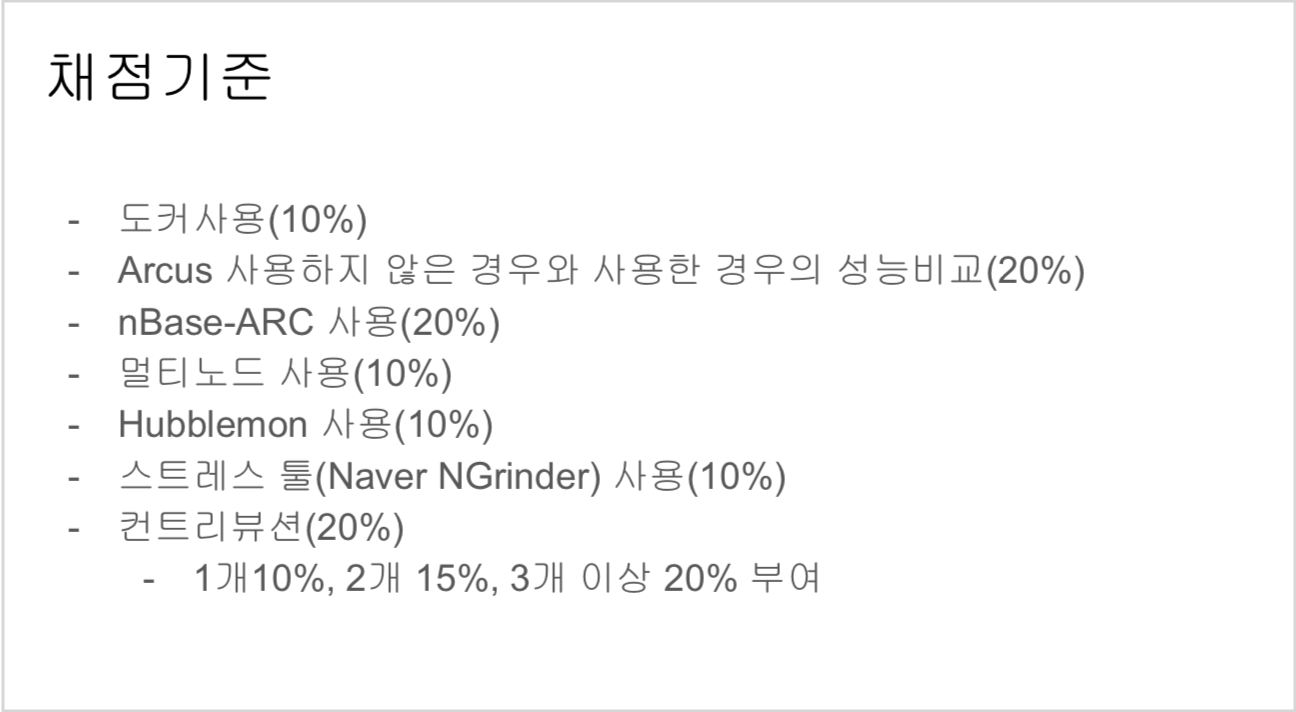 채점기준
- 도커사용(10%)
- Arcus 사용하지 않은 경우와 사용한 경우의 성능비교(20%)
- nBase-ARC 사용(20%)
- 멀티노드 사용(10%)
- Hubblemon 사용(10%)
- 스트레스 툴(Naver NGrinder) 사용(10%)
- 컨트리뷰션(20%)
- 1개10%, 2개 15%, 3개 이상 20% 부여